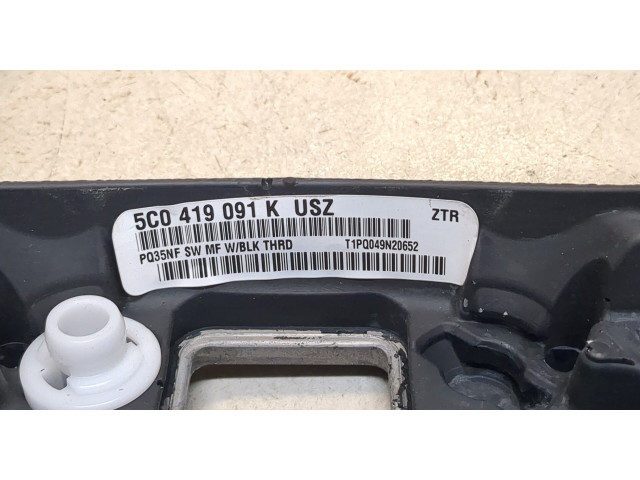 5C0 419 091 K USZ ZTR
PQ35NF SW MF W/BLK THRD T1PQ049N20652